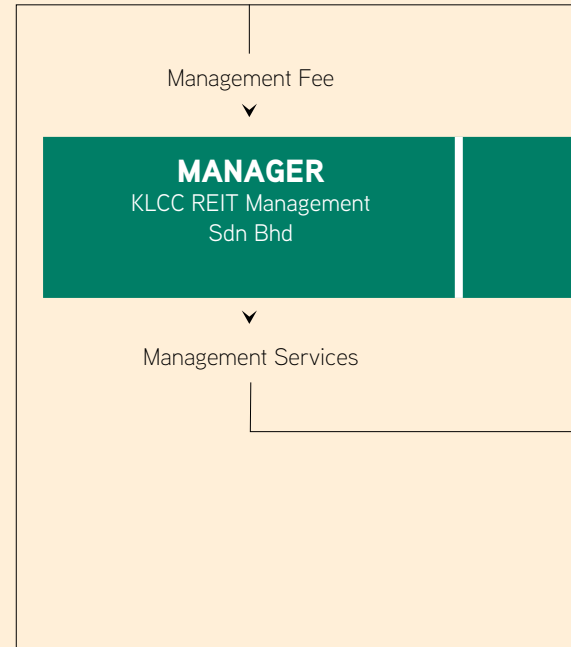 Management Fee
MANAGER
KLCC REIT Management
Sdn Bhd
Management Services